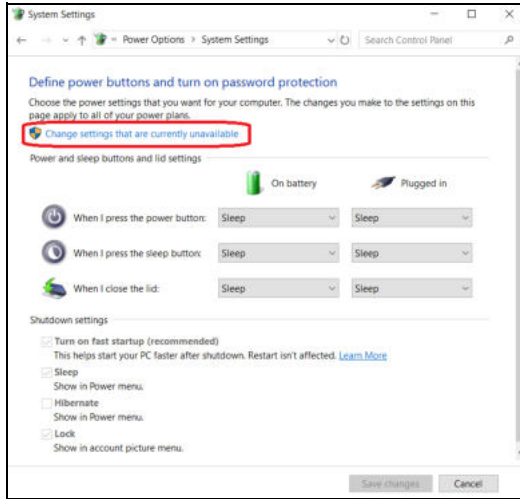 System Settings
Power Options > System Settings
Search Control Panel
Define power buttons and turn on password protection
Choose the power settings that you want for your computer. The changes you make to the settings on this
page apply to all of your power plans.
Change settings that are currently unavailable
Power and sleep buttons and lid settings
On battery Plugged in
When I press the power button: Sleep Sleep
When I press the sleep button: Sleep Sleep
When I close the lid: Sleep Sleep
Shutdown settings
Turn on fast startup (recommended)
This helps start your PC faster after shutdown. Restart isn't affected. Learn More
Sleep
Show in Power menu.
Hibernate
Show in Power menu.
Lock
Show in account picture menu.
Save changes Cancel